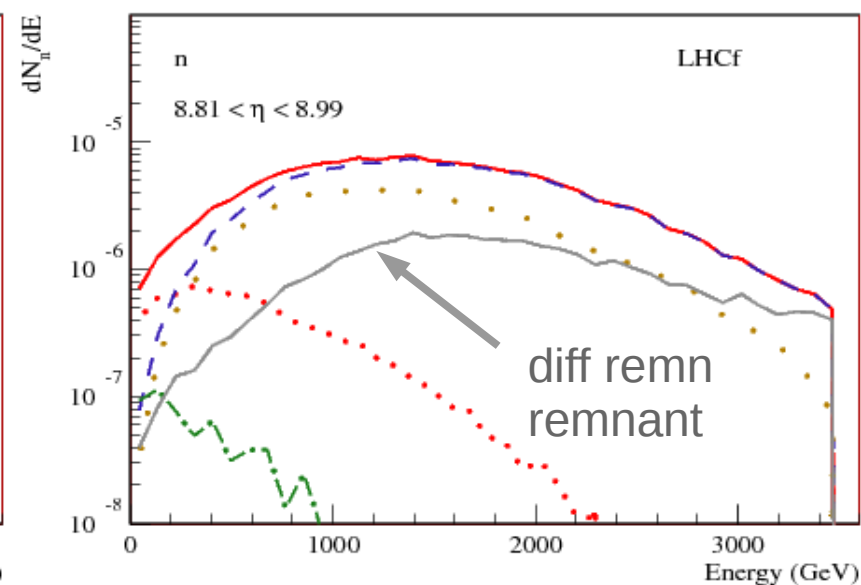 dNₙ/dE
n
LHCf
8.81 < η < 8.99
10 -5
10 -6
10 -7
10 -8
diff remn
remnant
0
1000
2000
3000
Energy (GeV)
)